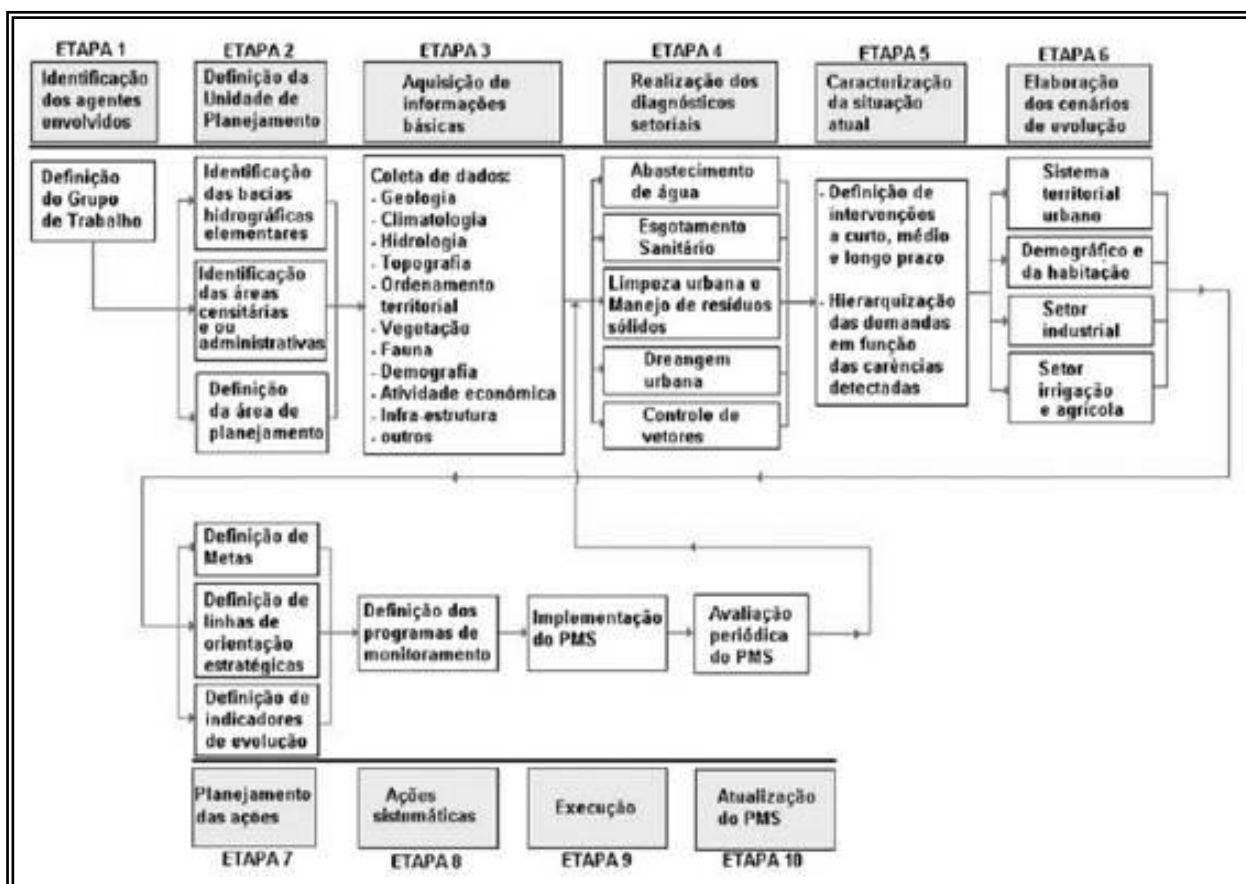 ETAPA 1
Identificação
dos agentes
envolvidos
Definição
do Grupo
de Trabalho
ETAPA 2
Definição da
Unidade de
Planejamento
Identificação
das bacias
hidrográficas
elementares
Identificação
das áreas
censitárias
e ou
administrativas
Definição
da área de
planejamento
ETAPA 3
Aquisição de
informações
básicas
Coleta de dados:
- Geologia
- Climatologia
- Hidrologia
- Topografia
- Ordenamento
territorial
- Vegetação
- Fauna
- Demografia
- Atividade económica
- Infra-estrutura
- outros
ETAPA 4
Realização dos
diagnósticos
setoriais
Abastecimento
de água
Esgotamento
Sanitário
Limpeza urbana e
Manejo de resíduos
sólidos
Dreangem
urbana
Controle de
vetores
ETAPA 5
Caracterização
da situação
atual
- Definição de
intervenções
a curto, médio
e longo prazo
- Hierarquização
das demandas
em função
das carências
detectadas
ETAPA 6
Elaboração
dos cenários
de evolução
Sistema
territorial
urbano
Demográfico e
da habitação
Setor
industrial
Setor
irrigação
e agrícola
Definição de
Metas
Definição de
linhas de
orientação
estratégicas
Definição de
indicadores
de evolução
Planejamento
das ações
ETAPA 7
Definição dos
programas de
monitoramento
Ações
sistemáticas
ETAPA 8
Implementação
do PMS
Execução
ETAPA 9
Avaliação
periódica
do PMS
Atualização
do PMS
ETAPA 10